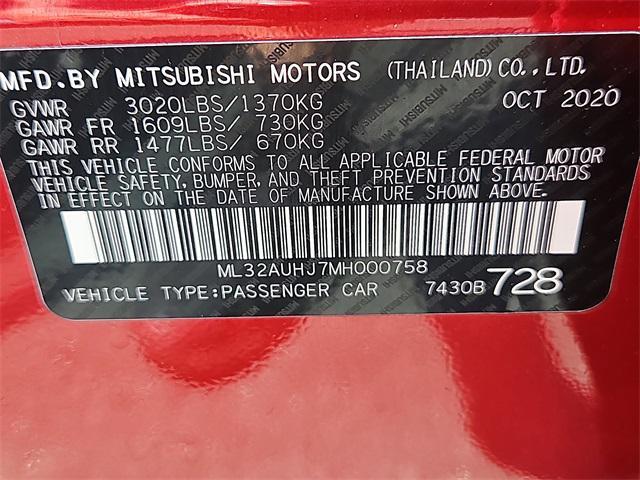 MFD.BY MITSUBISHI MOTORS (THAILAND)CO.,LTD.
GVWR 3020LBS/1370KG OCT 2020
GAWR FR 1609LBS/ 730KG
GAWR RR 1477LBS/ 670KG
THIS VEHICLE CONFORMS TO ALL APPLICABLE FEDERAL MOTOR
VEHICLE SAFETY, BUMPER, AND THEFT PREVENTION STANDARDS
IN EFFECT ON THE DATE OF MANUFACTURE SHOWN ABOVE.
ML32AUHJ7MH000758
VEHICLE TYPE:PASSENGER CAR 7430B 728